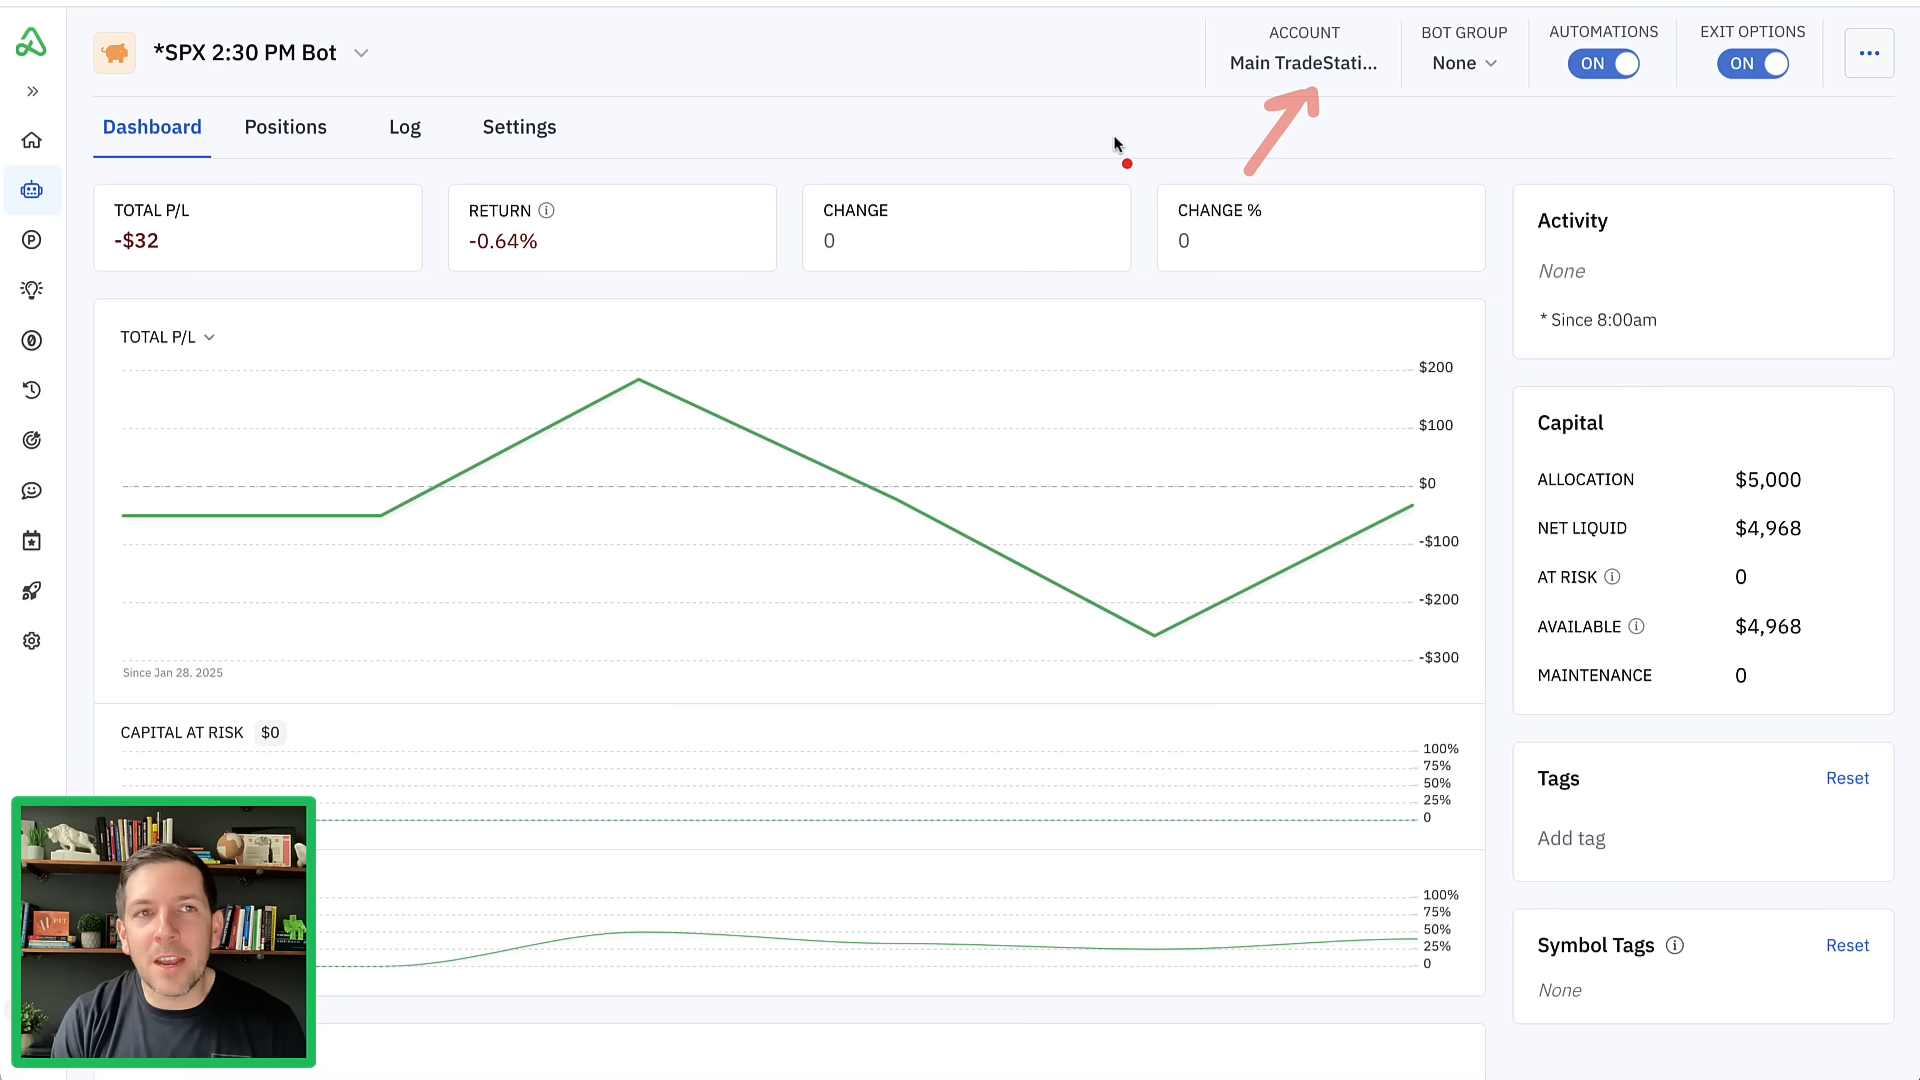 *SPX 2:30 PM Bot
ACCOUNT
Main TradeStati...
BOT GROUP
None
AUTOMATIONS
ON
EXIT OPTIONS
ON
Dashboard
Positions
Log
Settings
TOTAL P/L
-$32
RETURN
-0.64%
CHANGE
0
CHANGE %
0
TOTAL P/L
$200
$100
$0
-$100
-$200
-$300
Since Jan 28. 2025
CAPITAL AT RISK $0
100%
75%
50%
25%
0
100%
75%
50%
25%
0
Activity
None
* Since 8:00am
Capital
ALLOCATION $5,000
NET LIQUID $4,968
AT RISK 0
AVAILABLE $4,968
MAINTENANCE 0
Tags Reset
Add tag
Symbol Tags Reset
None